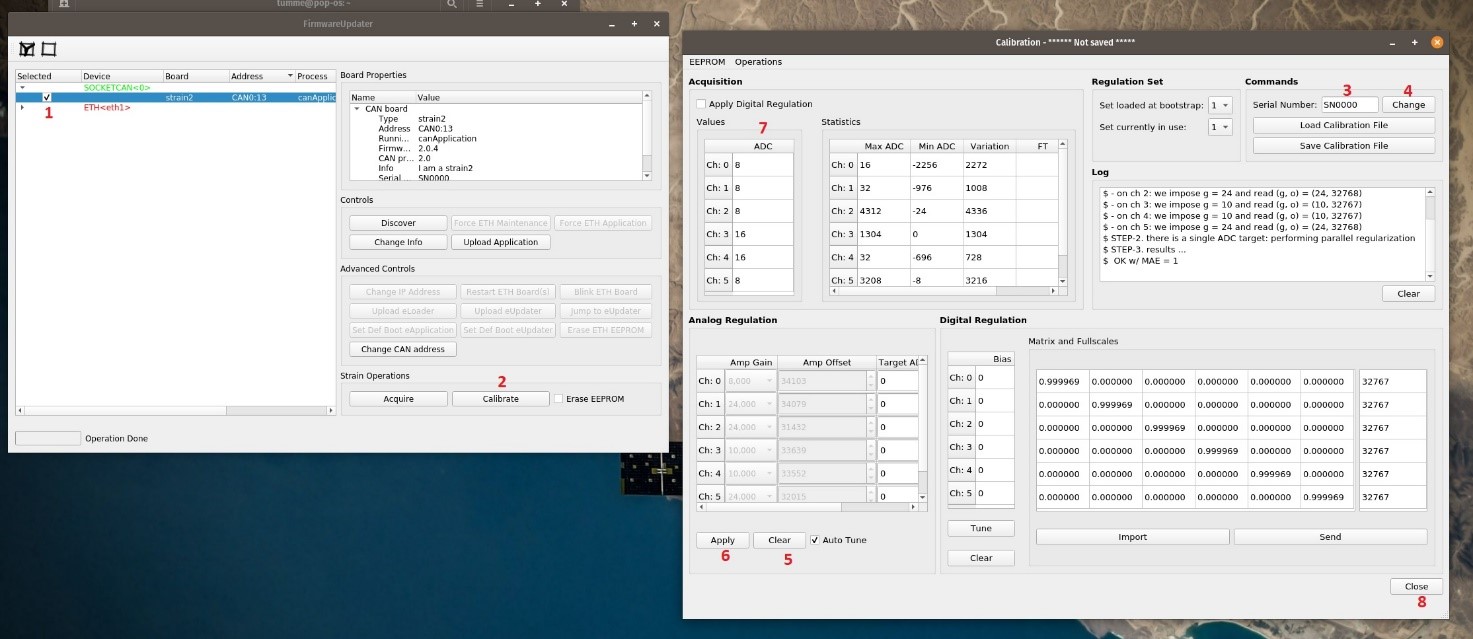 tumme@pop-os: ~
FirmwareUpdater
Selected Device Board Address Process
SOCKETCAN<0>
strain2 CAN0:13 canApplic
ETH<eth1>
1
Board Properties
Name Value
CAN board
Type strain2
Address CAN0:13
Runni... canApplication
Firmw... 2.0.4
CAN pr... 2.0
Info I am a strain2
Serial... SN0000
Controls
Discover Force ETH Maintenance Force ETH Application
Change Info Upload Application
Advanced Controls
Change IP Address Restart ETH Board(s) Blink ETH Board
Upload eLoader Upload eUpdater Jump to eUpdater
Set Def Boot eApplication Set Def Boot eUpdater Erase ETH EEPROM
Change CAN address
Strain Operations
2
Acquire Calibrate Erase EEPROM
Operation Done
Calibration - ****** Not saved *****
EEPROM Operations
Acquisition
Apply Digital Regulation
Values
7
ADC
Ch: 0 8
Ch: 1 8
Ch: 2 8
Ch: 3 16
Ch: 4 16
Ch: 5 8
Statistics
Max ADC Min ADC Variation FT
Ch: 0 16 -2256 2272
Ch: 1 32 -976 1008
Ch: 2 4312 -24 4336
Ch: 3 1304 0 1304
Ch: 4 32 -696 728
Ch: 5 3208 -8 3216
Regulation Set
Set loaded at bootstrap: 1
Set currently in use: 1
Commands
3 4
Serial Number: SN0000 Change
Load Calibration File
Save Calibration File
Log
$ - on ch 2: we impose g = 24 and read (g, o) = (24, 32768)
$ - on ch 3: we impose g = 10 and read (g, o) = (10, 32767)
$ - on ch 4: we impose g = 10 and read (g, o) = (10, 32767)
$ - on ch 5: we impose g = 24 and read (g, o) = (24, 32768)
$ STEP-2. there is a single ADC target: performing parallel regularization
$ STEP-3. results ...
$ OK w/ MAE = 1
Clear
Analog Regulation
Amp Gain Amp Offset Target AD
Ch: 0 8,000 34103 0
Ch: 1 24,000 34079 0
Ch: 2 24,000 31432 0
Ch: 3 10,000 33639 0
Ch: 4 10,000 33552 0
Ch: 5 24,000 32015 0
Apply Clear Auto Tune
6 5
Digital Regulation
Bias
Ch: 0 0
Ch: 1 0
Ch: 2 0
Ch: 3 0
Ch: 4 0
Ch: 5 0
Tune
Clear
Matrix and Fullscales
0.999969 0.000000 0.000000 0.000000 0.000000 0.000000 32767
0.000000 0.999969 0.000000 0.000000 0.000000 0.000000 32767
0.000000 0.000000 0.999969 0.000000 0.000000 0.000000 32767
0.000000 0.000000 0.000000 0.999969 0.000000 0.000000 32767
0.000000 0.000000 0.000000 0.000000 0.999969 0.000000 32767
0.000000 0.000000 0.000000 0.000000 0.000000 0.999969 32767
Import Send
Close
8